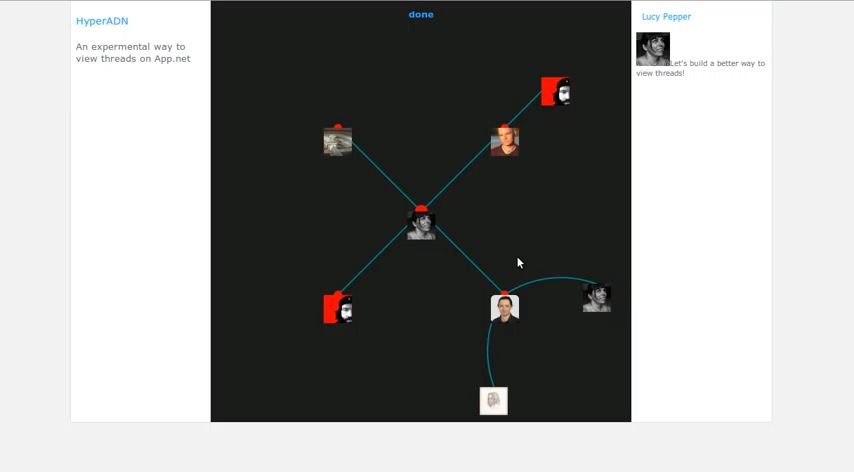 HyperADN
An expermental way to
view threads on App.net
done
Lucy Pepper
Let's build a better way to
view threads!